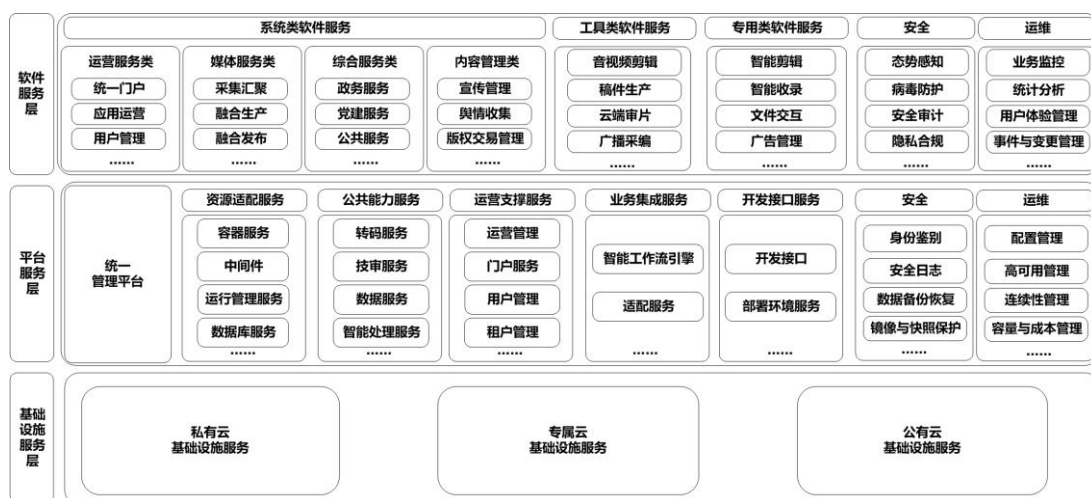 软件
服务
层
系统类软件服务
运营服务类
统一门户
应用运营
用户管理
......
媒体服务类
采集汇聚
融合生产
融合发布
......
综合服务类
政务服务
党建服务
公共服务
......
内容管理类
宣传管理
舆情收集
版权交易管理
......
工具类软件服务
音视频剪辑
稿件生产
云端审片
广播采编
......
专用类软件服务
智能剪辑
智能收录
文件交互
广告管理
......
安全
态势感知
病毒防护
安全审计
隐私合规
......
运维
业务监控
统计分析
用户体验管理
事件与变更管理
......
平台
服务
层
统一
管理平台
资源适配服务
容器服务
中间件
运行管理服务
数据库服务
......
公共能力服务
转码服务
技审服务
数据服务
智能处理服务
......
运营支撑服务
运营管理
门户服务
用户管理
租户管理
......
业务集成服务
智能工作流引擎
适配服务
......
开发接口服务
开发接口
部署环境服务
......
安全
身份鉴别
安全日志
数据备份恢复
镜像与快照保护
......
运维
配置管理
高可用管理
连续性管理
容量与成本管理
......
基础
设施
服务
层
私有云
基础设施服务
专属云
基础设施服务
公有云
基础设施服务